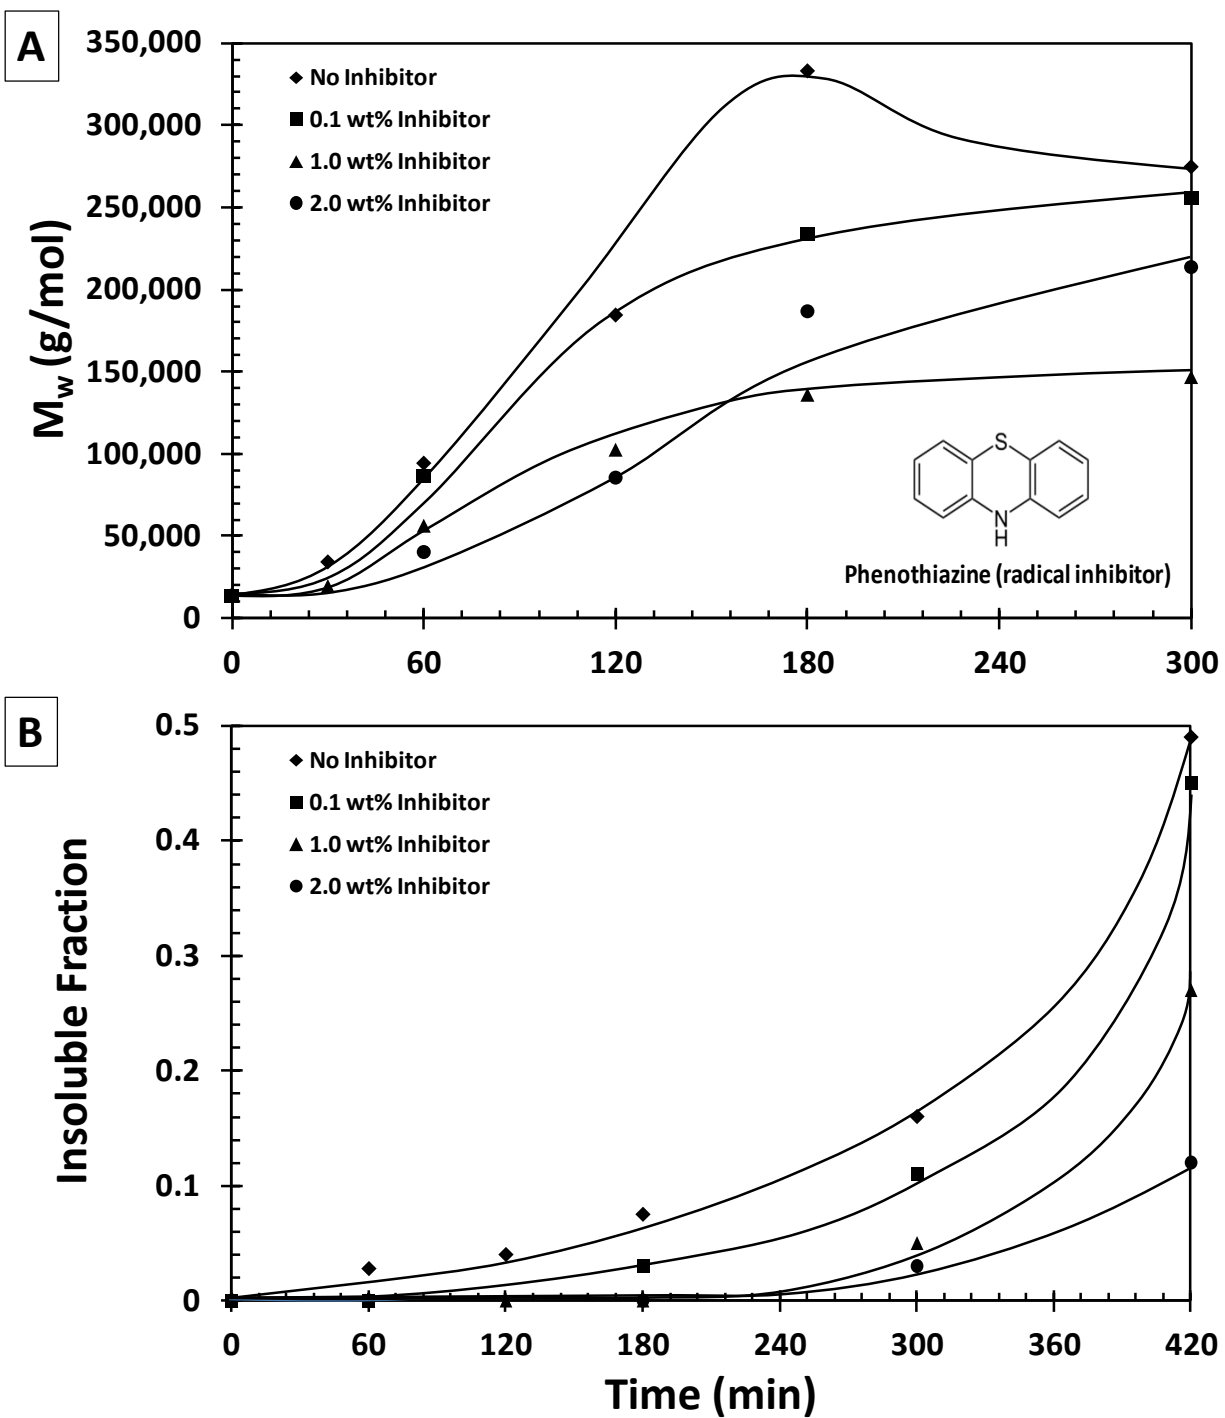 A
350,000
300,000
250,000
200,000
150,000
100,000
50,000
0
M_w (g/mol)
No Inhibitor
0.1 wt% Inhibitor
1.0 wt% Inhibitor
2.0 wt% Inhibitor
S
N
H
Phenothiazine (radical inhibitor)
0 60 120 180 240 300
B
0.5
0.4
0.3
0.2
0.1
0
Insoluble Fraction
No Inhibitor
0.1 wt% Inhibitor
1.0 wt% Inhibitor
2.0 wt% Inhibitor
0 60 120 180 240 300 360 420
Time (min)